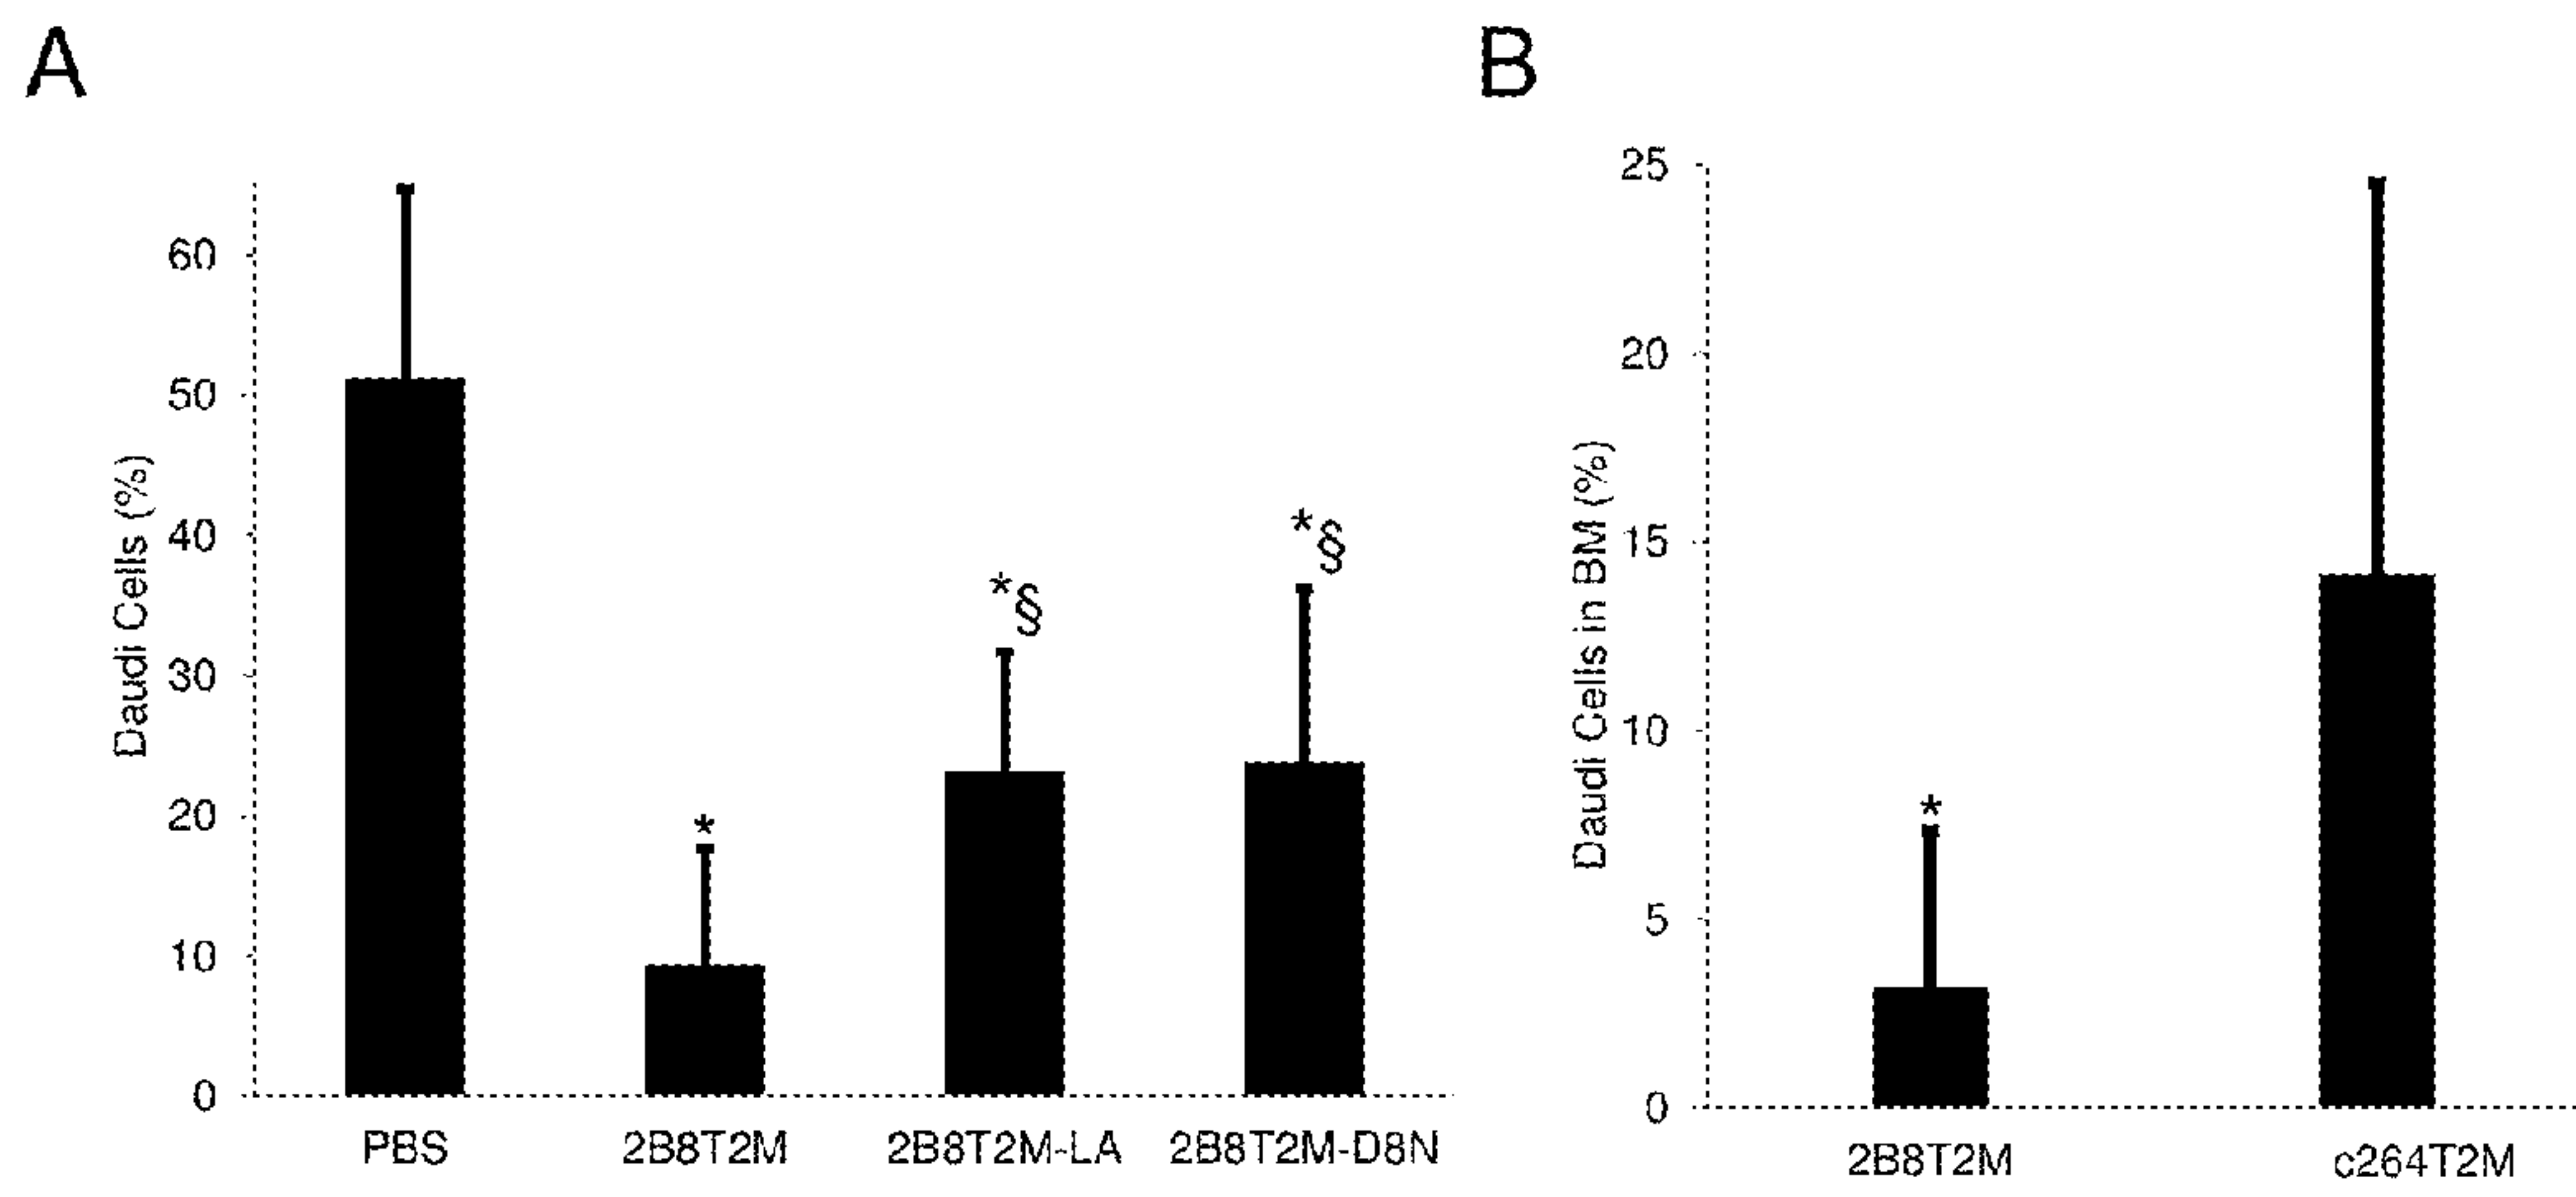 A
Daudi Cells (%)
60
50
40
30
20
10
0
*
*§
*§
PBS 2B8T2M 2B8T2M-LA 2B8T2M-D8N
B
Daudi Cells in BM (%)
25
20
15
10
5
0
*
2B8T2M c264T2M